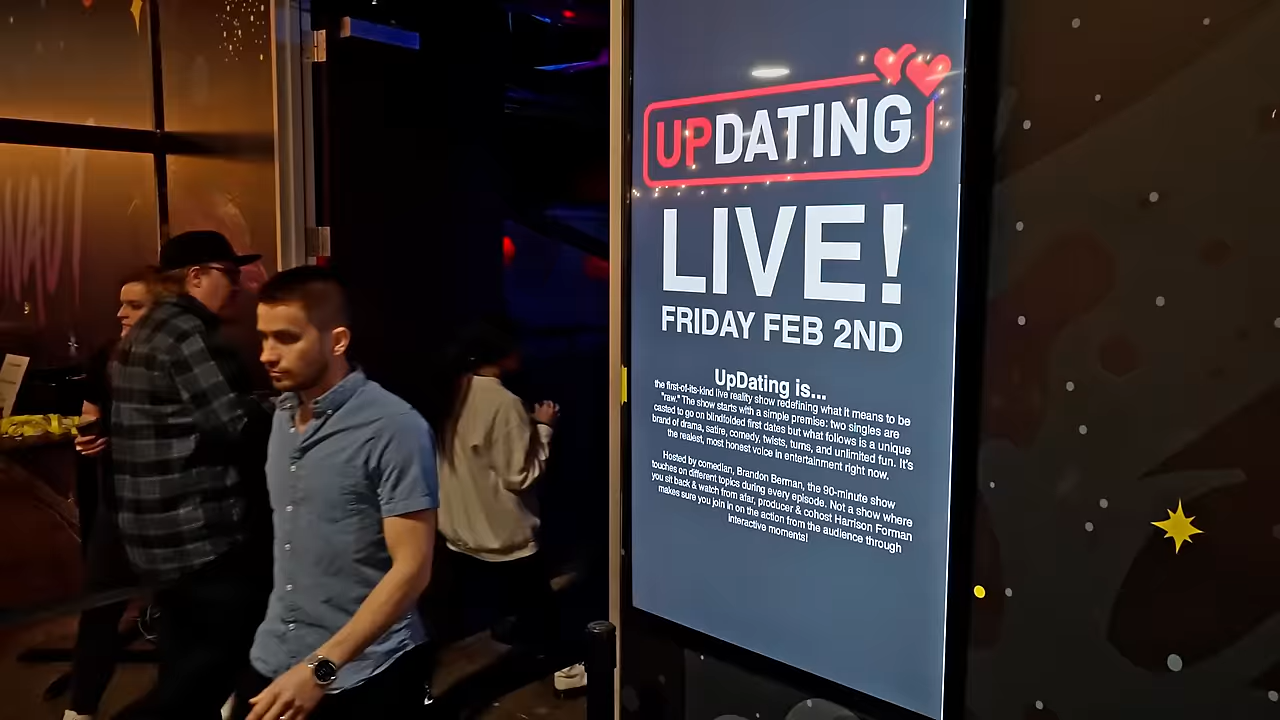 UPDATING
LIVE!
FRIDAY FEB 2ND
UpDating is...
the first-of-its-kind live reality show redefining what it means to be
"raw." The show starts with a simple premise: two singles are
casted to go on blindfolded first dates but what follows is a unique
brand of drama, satire, comedy, twists, turns, and unlimited fun. It's
the realest, most honest voice in entertainment right now.
Hosted by comedian, Brandon Berman, the 90-minute show
touches on different topics during every episode. Not a show where
you sit back & watch from afar, producer & cohost Harrison Forman
makes sure you join in on the action from the audience through
interactive moments!